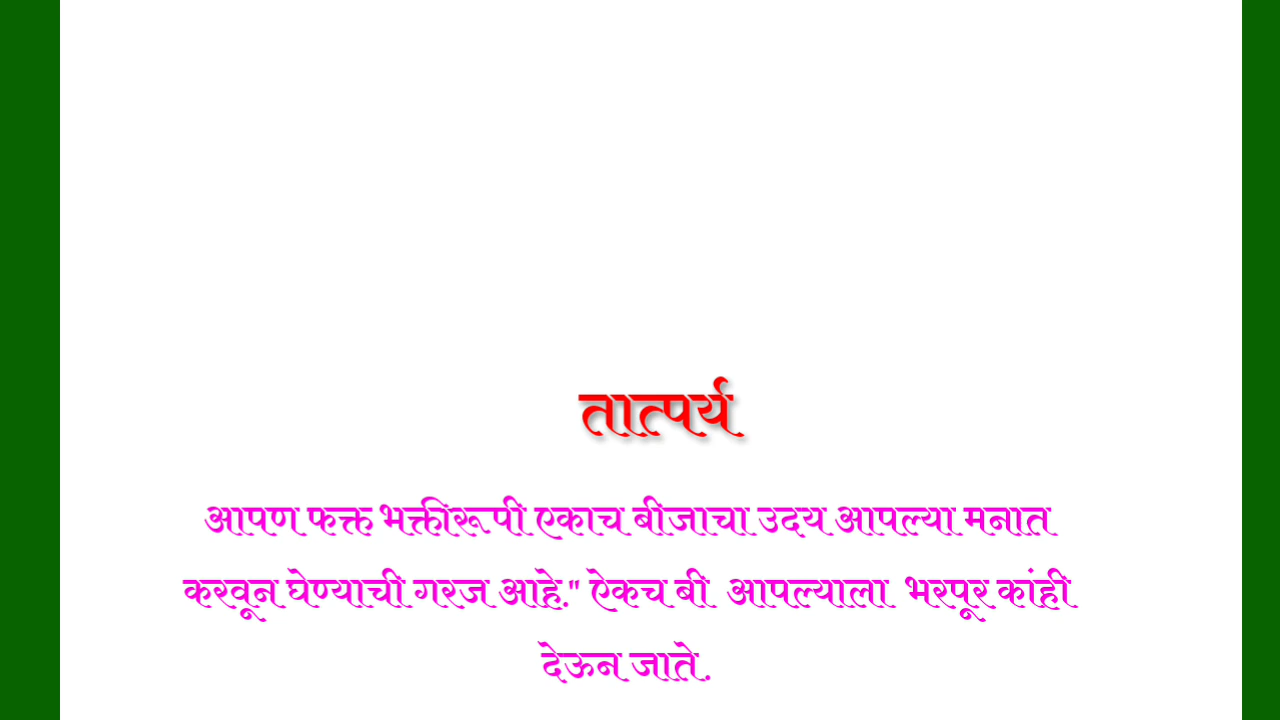 तात्पर्य
आपण फक्त भक्तीरूपी एकाच बीजाचा उदय आपल्या मनात
करवून घेण्याची गरज आहे." ऐकच बी आपल्याला भरपूर कांही
देऊन जाते.